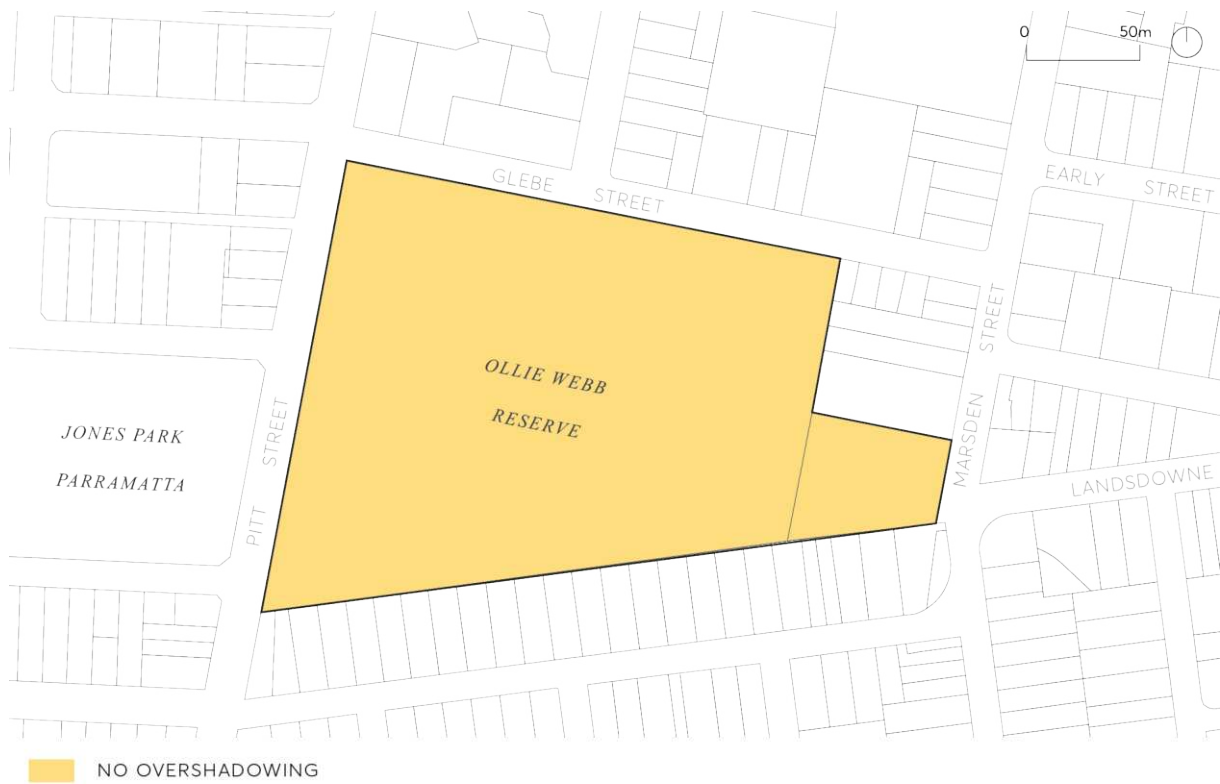 0 50m
GLEBE STREET
EARLY STREET
OLLIE WEBB
RESERVE
JONES PARK
PARRAMATTA
PITT STREET
MARSDEN STREET
LANDSDOWNE
NO OVERSHADOWING